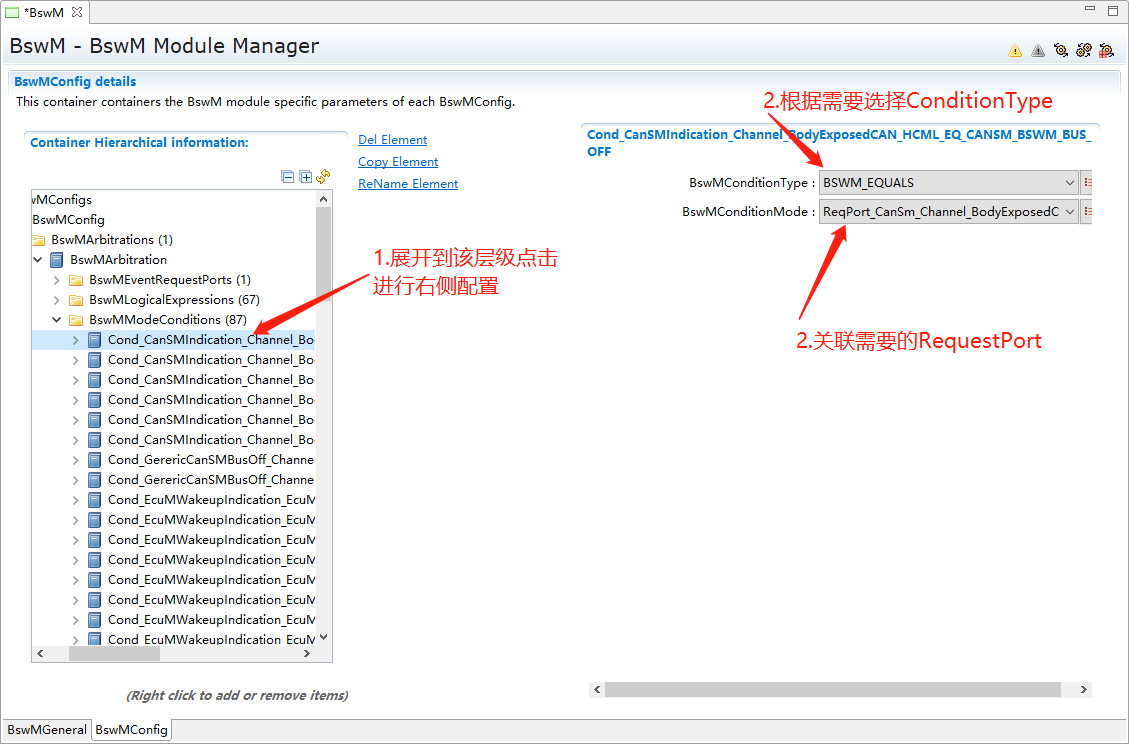 *BswM
BswM - BswM Module Manager
BswMConfig details
This container containers the BswM module specific parameters of each BswMConfig.
2.根据需要选择ConditionType
Container Hierarchical information:
Del Element
Copy Element
ReName Element
Cond_CanSMIndication_Channel_BodyExposedCAN_HCML_EQ_CANSM_BSWM_BUS_
OFF
BswMConditionType : BSWM_EQUALS
BswMConditionMode : ReqPort_CanSm_Channel_BodyExposedC
vMConfigs
BswMConfig
BswMArbitrations (1)
BswMArbitration
BswMEventRequestPorts (1)
BswMLogicalExpressions (67)
BswMModeConditions (87)
Cond_CanSMIndication_Channel_Bo
Cond_CanSMIndication_Channel_Bo
Cond_CanSMIndication_Channel_Bo
Cond_CanSMIndication_Channel_Bo
Cond_CanSMIndication_Channel_Bo
Cond_CanSMIndication_Channel_Bo
Cond_GerericCanSMBusOff_Channe
Cond_GerericCanSMBusOff_Channe
Cond_EcuMWakeupIndication_EcuM
Cond_EcuMWakeupIndication_EcuM
Cond_EcuMWakeupIndication_EcuM
Cond_EcuMWakeupIndication_EcuM
Cond_EcuMWakeupIndication_EcuM
Cond_EcuMWakeupIndication_EcuM
Cond_EcuMWakeupIndication_EcuM
Cond_EcuMWakeupIndication_EcuM
1.展开到该层级点击
进行右侧配置
2.关联需要的RequestPort
(Right click to add or remove items)
BswMGeneral
BswMConfig